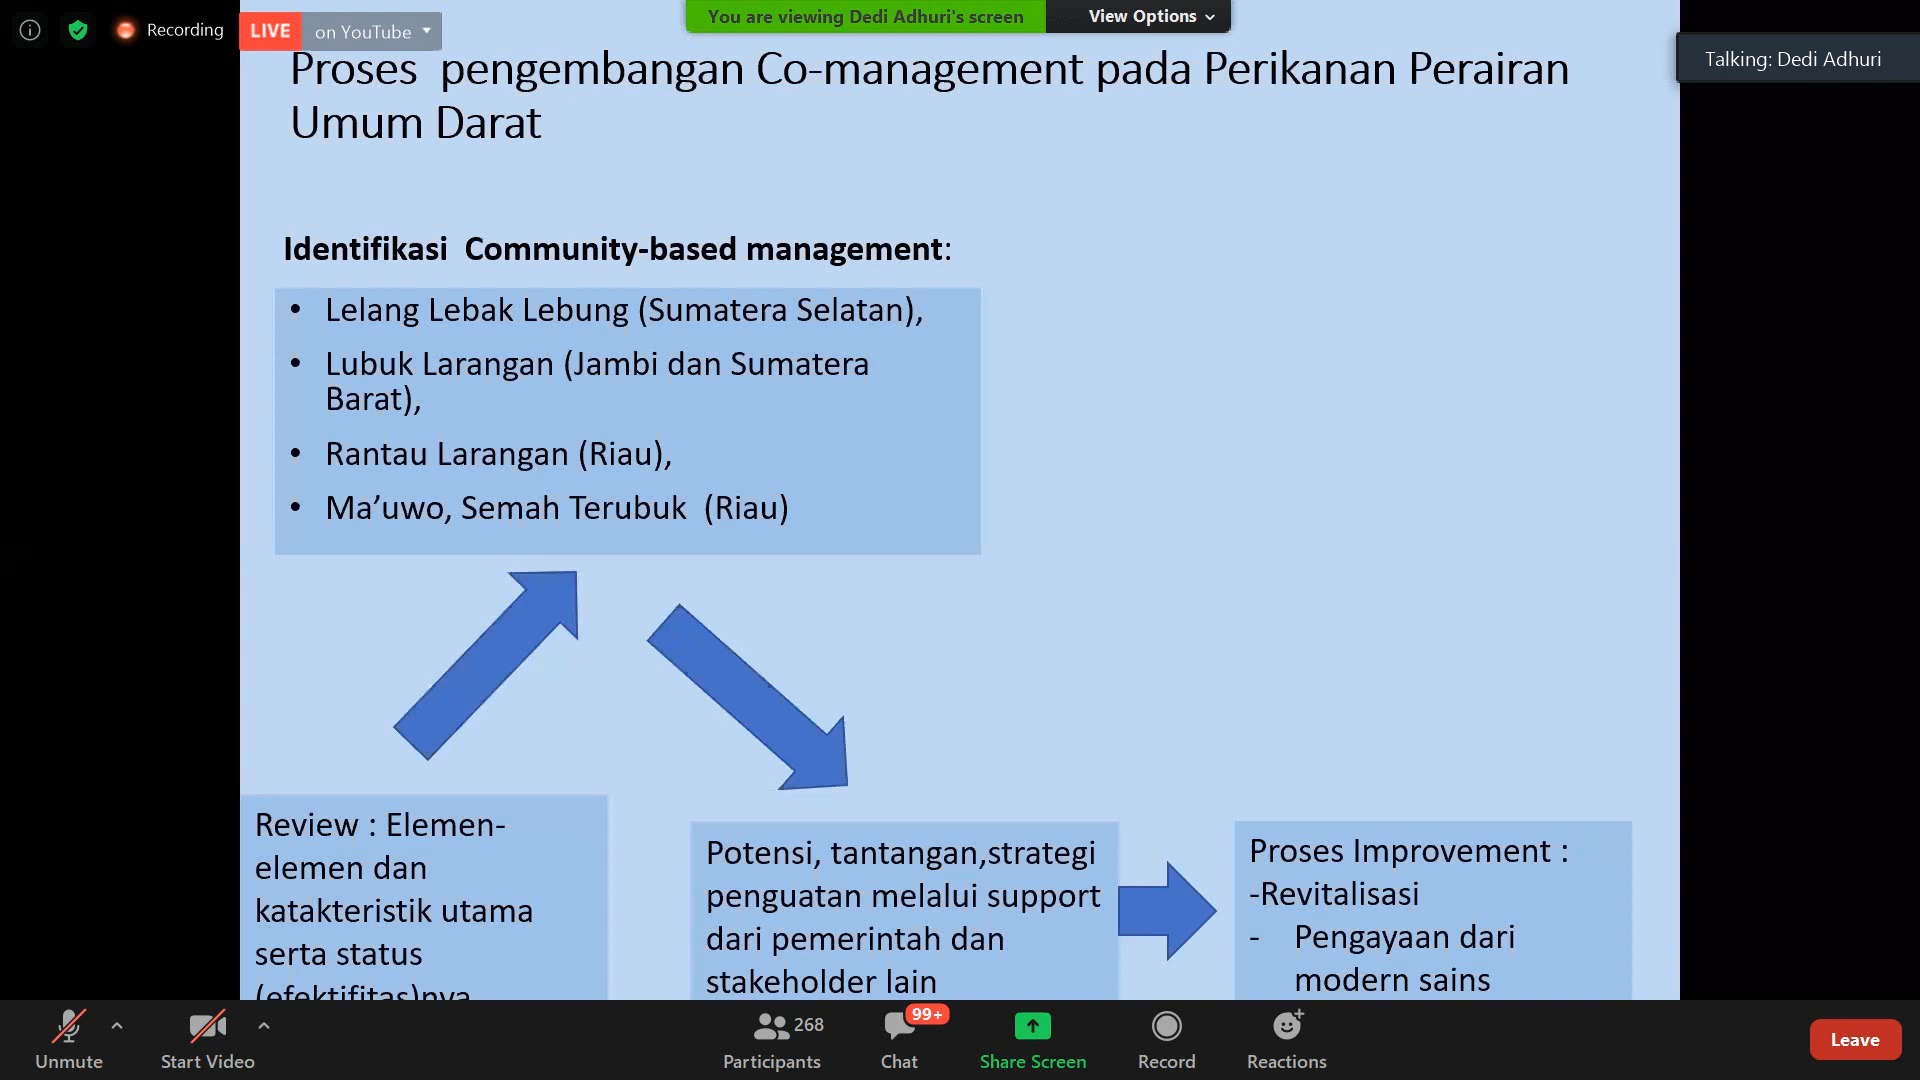 Recording
LIVE on YouTube
You are viewing Dedi Adhuri's screen
View Options
Talking: Dedi Adhuri
Proses pengembangan Co-management pada Perikanan Perairan
Umum Darat
Identifikasi Community-based management:
• Lelang Lebak Lebung (Sumatera Selatan),
• Lubuk Larangan (Jambi dan Sumatera
Barat),
• Rantau Larangan (Riau),
• Ma’uwo, Semah Terubuk (Riau)
Review : Elemen-
elemen dan
katakteristik utama
serta status
(efektifitas)nya
Potensi, tantangan,strategi
penguatan melalui support
dari pemerintah dan
stakeholder lain
Proses Improvement :
-Revitalisasi
- Pengayaan dari
modern sains
Unmute
Start Video
268
Participants
99+
Chat
Share Screen
Record
Reactions
Leave